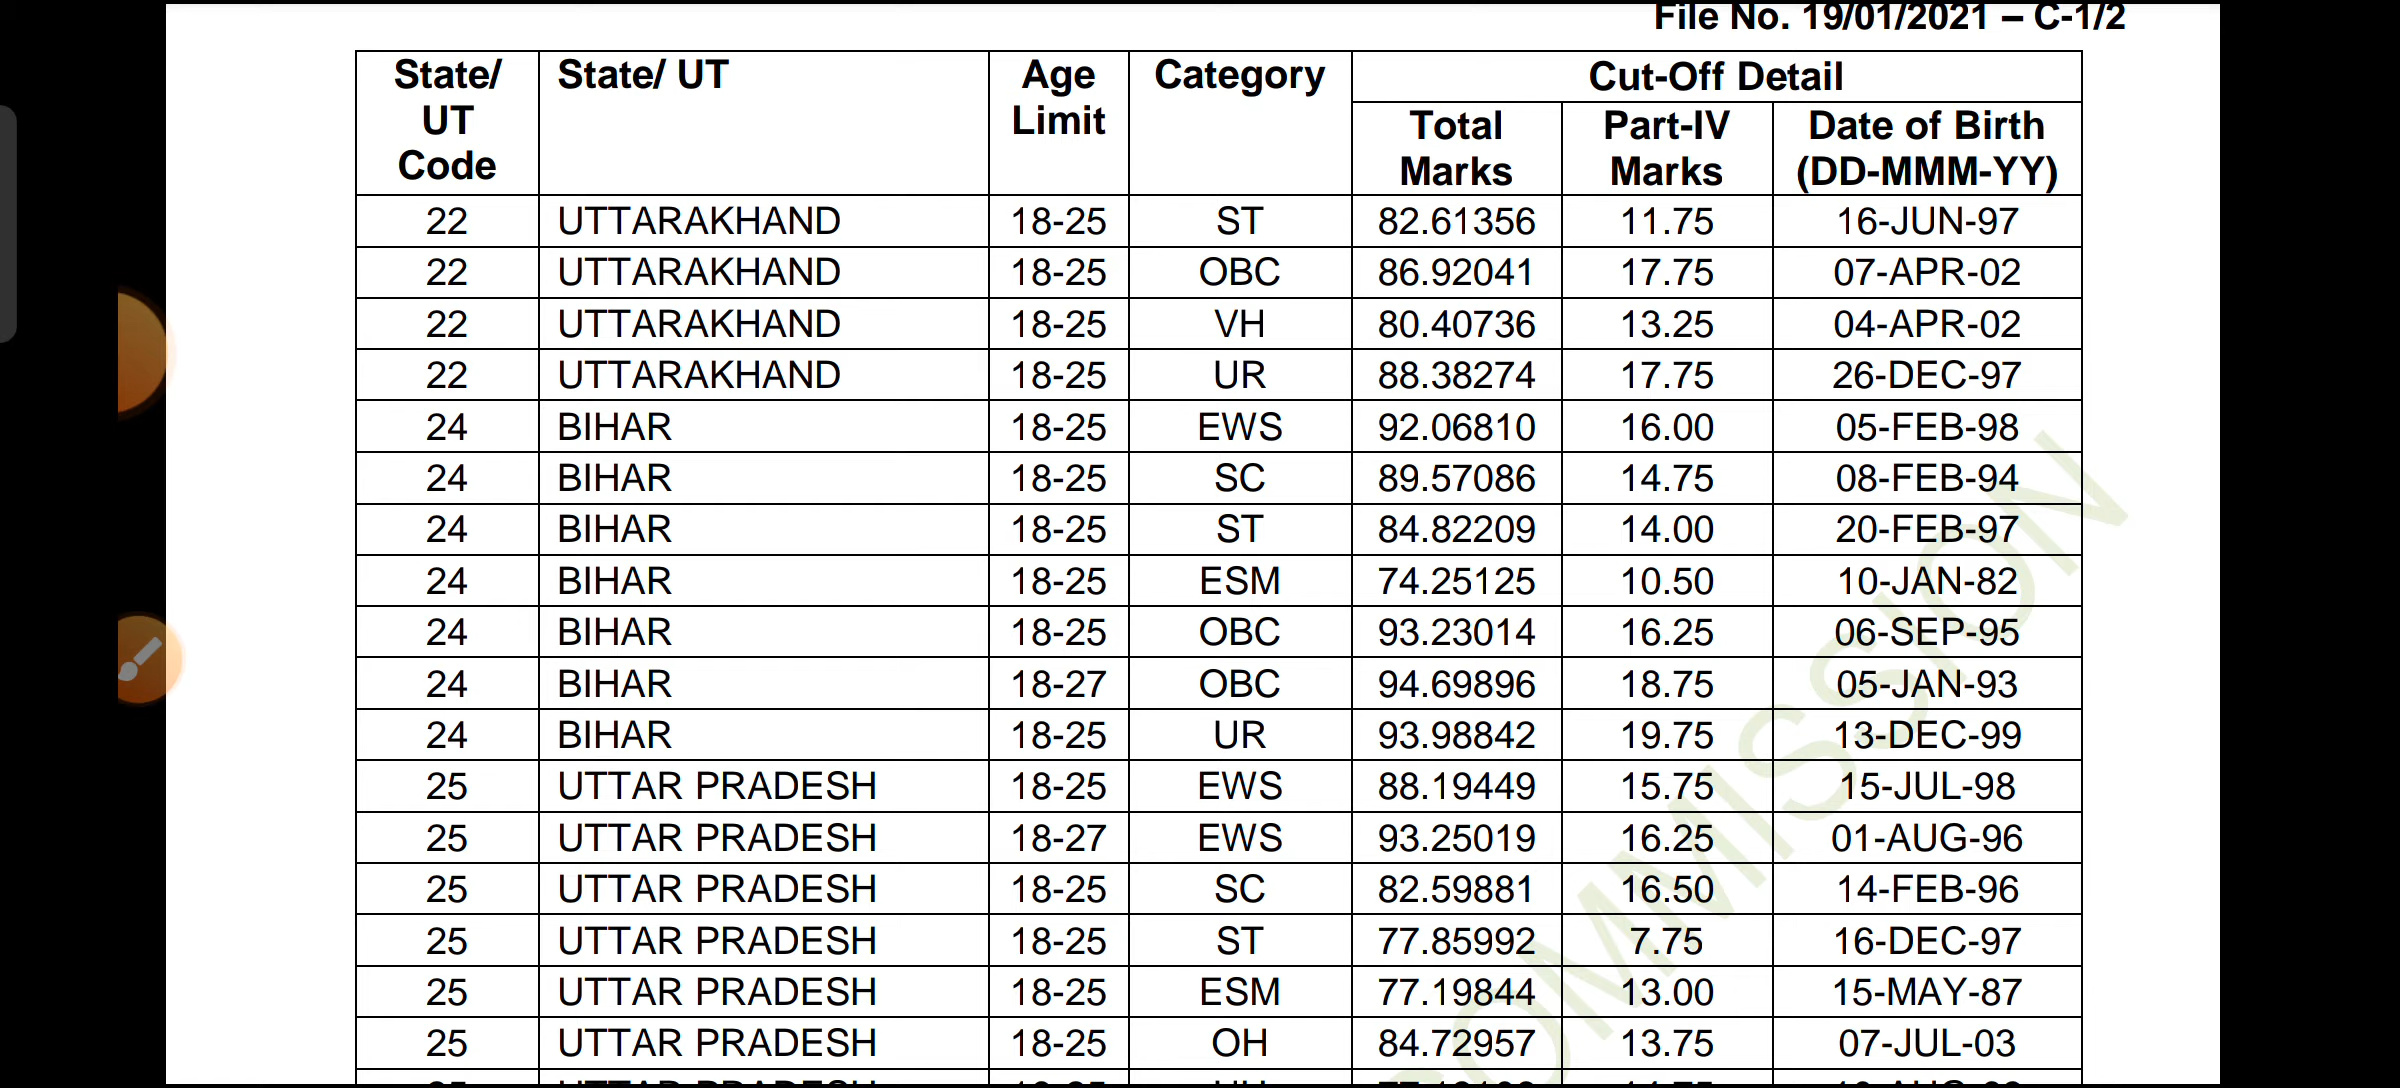 File No. 19/01/2021 – C-1/2
State/ UT Code State/ UT Age Limit Category Cut-Off Detail
Total Marks Part-IV Marks Date of Birth (DD-MMM-YY)
22 UTTARAKHAND 18-25 ST 82.61356 11.75 16-JUN-97
22 UTTARAKHAND 18-25 OBC 86.92041 17.75 07-APR-02
22 UTTARAKHAND 18-25 VH 80.40736 13.25 04-APR-02
22 UTTARAKHAND 18-25 UR 88.38274 17.75 26-DEC-97
24 BIHAR 18-25 EWS 92.06810 16.00 05-FEB-98
24 BIHAR 18-25 SC 89.57086 14.75 08-FEB-94
24 BIHAR 18-25 ST 84.82209 14.00 20-FEB-97
24 BIHAR 18-25 ESM 74.25125 10.50 10-JAN-82
24 BIHAR 18-25 OBC 93.23014 16.25 06-SEP-95
24 BIHAR 18-27 OBC 94.69896 18.75 05-JAN-93
24 BIHAR 18-25 UR 93.98842 19.75 13-DEC-99
25 UTTAR PRADESH 18-25 EWS 88.19449 15.75 15-JUL-98
25 UTTAR PRADESH 18-27 EWS 93.25019 16.25 01-AUG-96
25 UTTAR PRADESH 18-25 SC 82.59881 16.50 14-FEB-96
25 UTTAR PRADESH 18-25 ST 77.85992 7.75 16-DEC-97
25 UTTAR PRADESH 18-25 ESM 77.19844 13.00 15-MAY-87
25 UTTAR PRADESH 18-25 OH 84.72957 13.75 07-JUL-03
OMMISSION